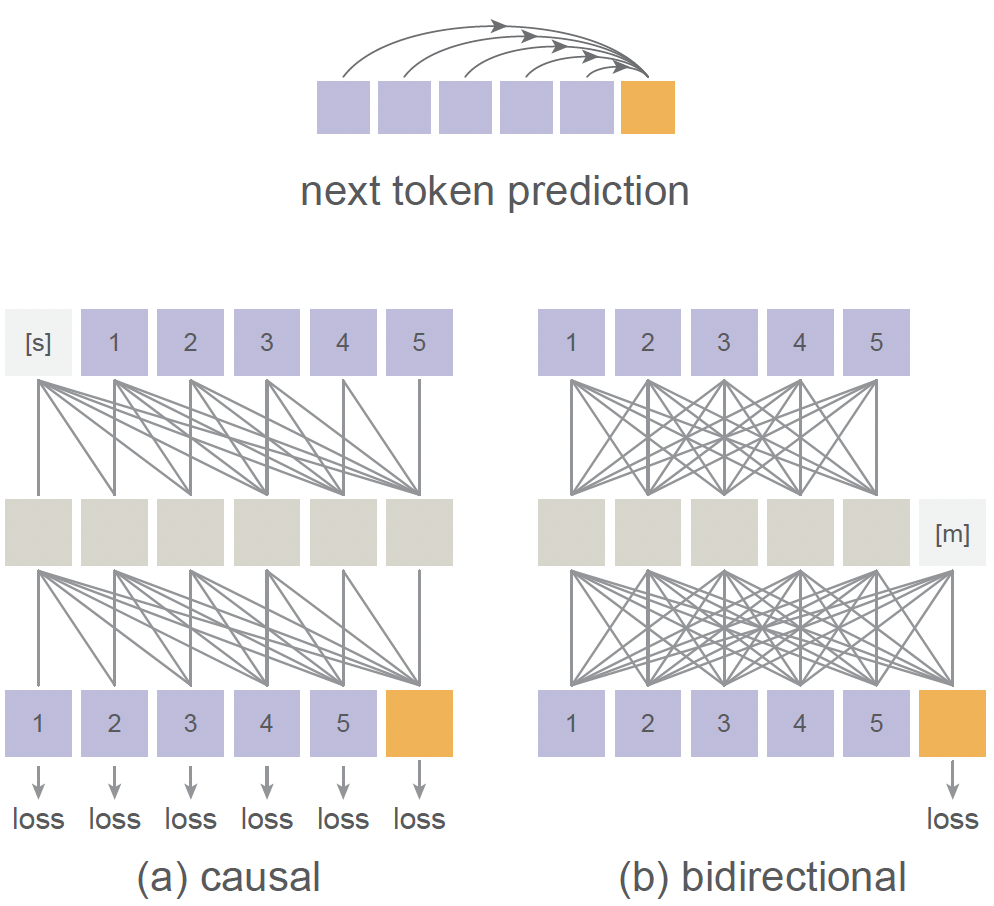 next token prediction
[s] 1 2 3 4 5
1 2 3 4 5
[m]
1 2 3 4 5
1 2 3 4 5
loss loss loss loss loss loss
loss
(a) causal
(b) bidirectional